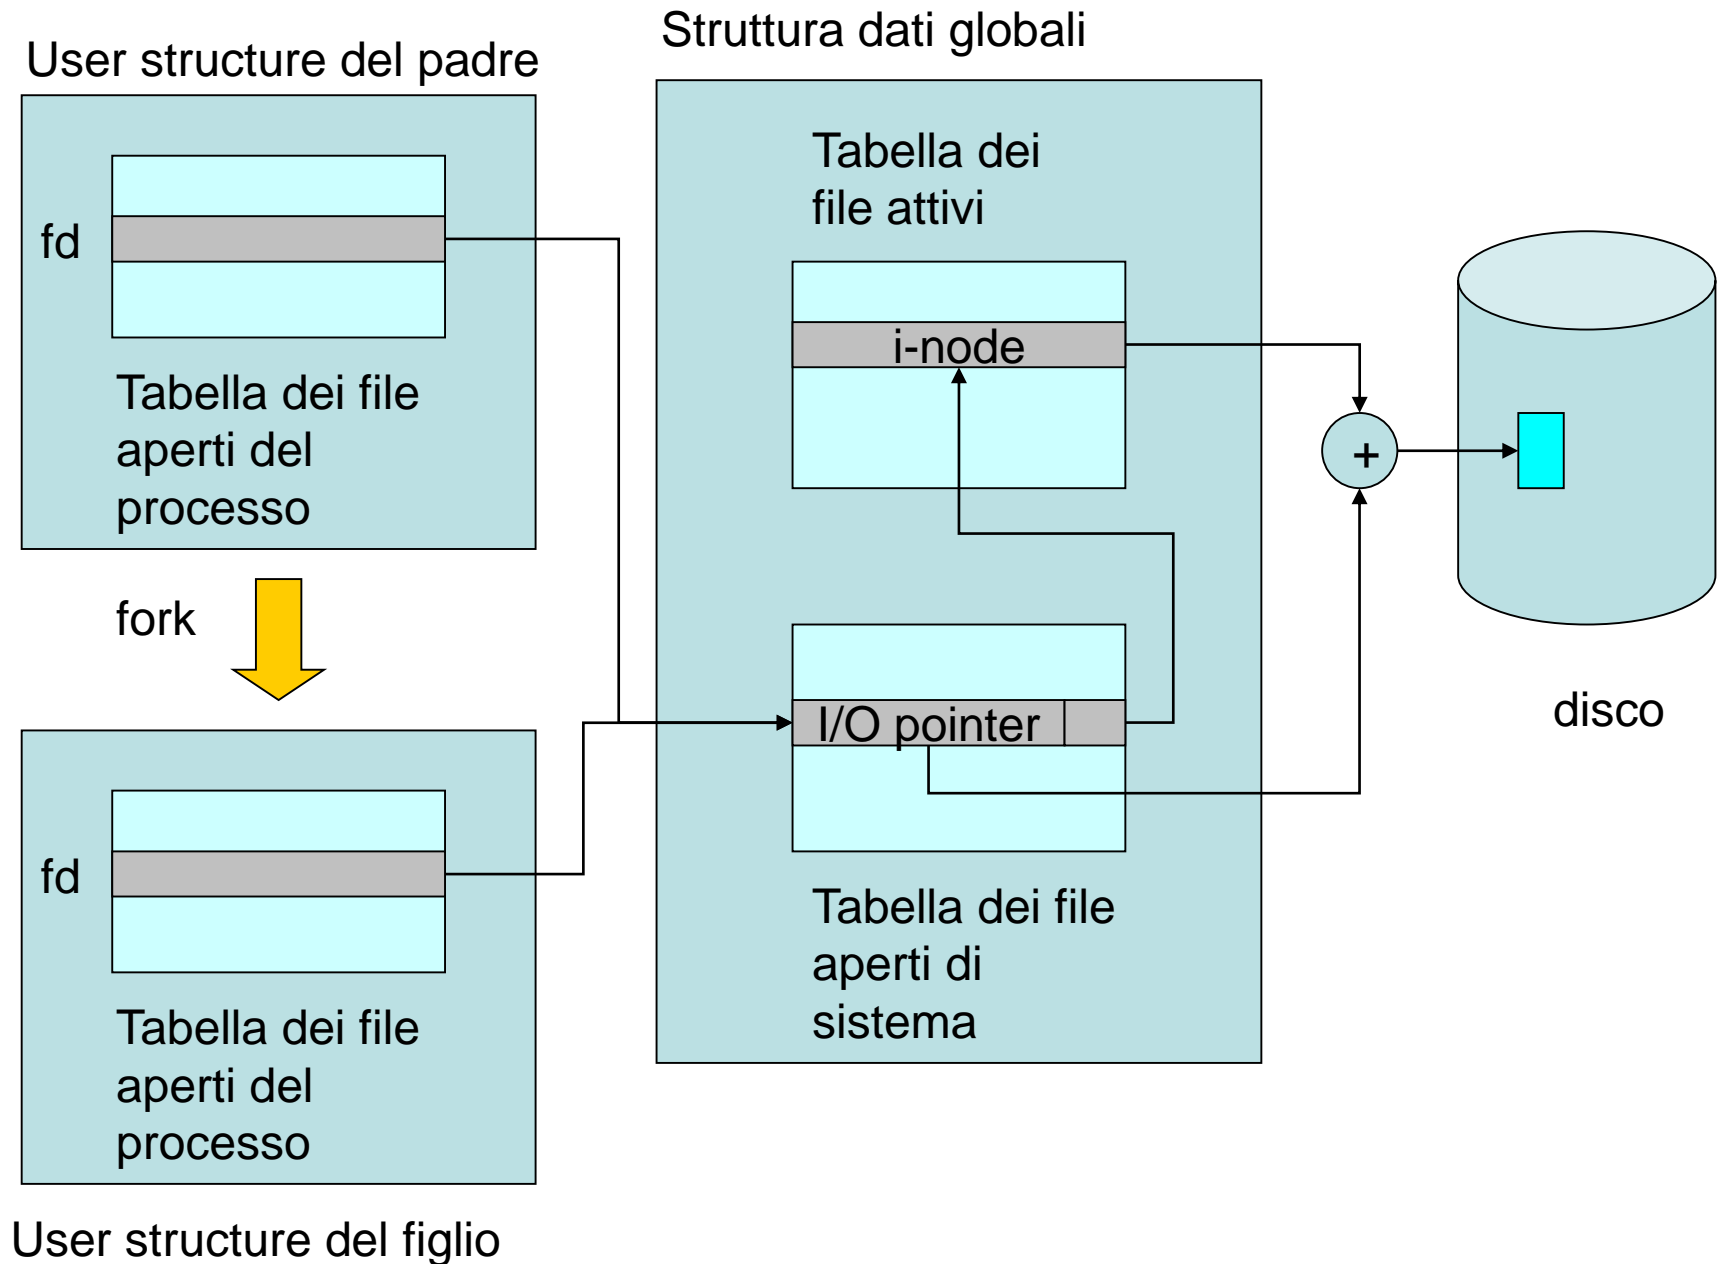 User structure del padre
fd
Tabella dei file
aperti del
processo
fork
fd
Tabella dei file
aperti del
processo
User structure del figlio
Struttura dati globali
Tabella dei
file attivi
i-node
I/O pointer
Tabella dei file
aperti di
sistema
+
disco